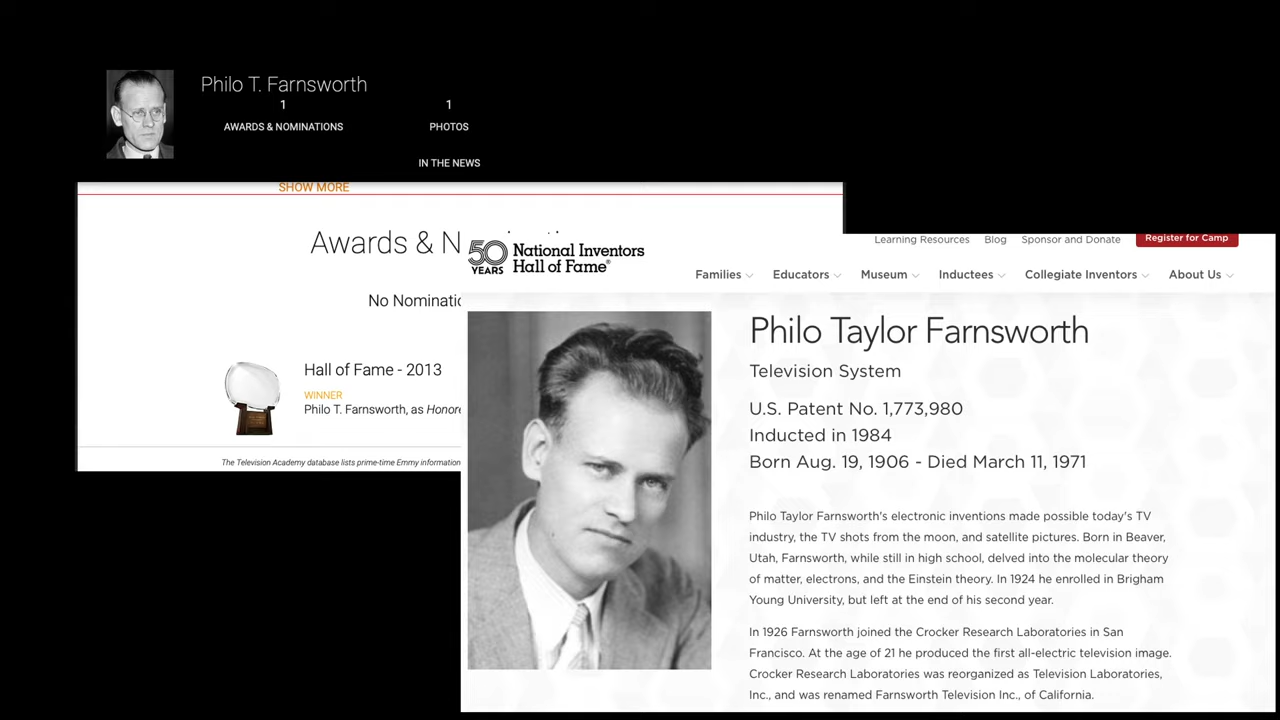 Philo T. Farnsworth
1
AWARDS & NOMINATIONS
1
PHOTOS
IN THE NEWS
SHOW MORE
Awards & N
No Nominatio
Hall of Fame - 2013
WINNER
Philo T. Farnsworth, as Honore
The Television Academy database lists prime-time Emmy information
50 YEARS
National Inventors
Hall of Fame®
Learning Resources Blog Sponsor and Donate Register for Camp
Families Educators Museum Inductees Collegiate Inventors About Us
Philo Taylor Farnsworth
Television System
U.S. Patent No. 1,773,980
Inducted in 1984
Born Aug. 19, 1906 - Died March 11, 1971
Philo Taylor Farnsworth's electronic inventions made possible today's TV
industry, the TV shots from the moon, and satellite pictures. Born in Beaver,
Utah, Farnsworth, while still in high school, delved into the molecular theory
of matter, electrons, and the Einstein theory. In 1924 he enrolled in Brigham
Young University, but left at the end of his second year.
In 1926 Farnsworth joined the Crocker Research Laboratories in San
Francisco. At the age of 21 he produced the first all-electric television image.
Crocker Research Laboratories was reorganized as Television Laboratories,
Inc., and was renamed Farnsworth Television Inc., of California.